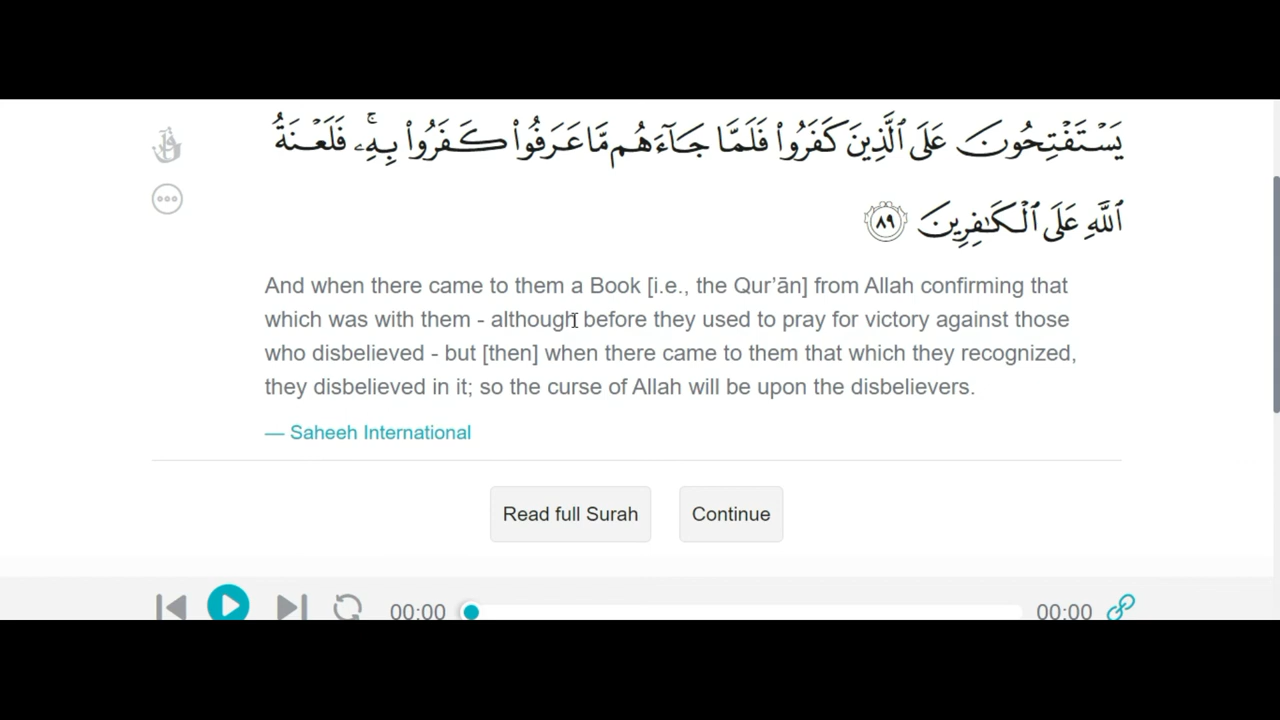 يَسْتَفْتِحُونَ عَلَى ٱلَّذِينَ كَفَرُوا۟ فَلَمَّا جَآءَهُم مَّا عَرَفُوا۟ كَفَرُوا۟ بِهِۦ ۚ فَلَعْنَةُ
ٱللَّهِ عَلَى ٱلْكَـٰفِرِينَ ٨٩
And when there came to them a Book [i.e., the Qur’ān] from Allah confirming that
which was with them - although before they used to pray for victory against those
who disbelieved - but [then] when there came to them that which they recognized,
they disbelieved in it; so the curse of Allah will be upon the disbelievers.
— Saheeh International
Read full Surah
Continue
00:00
00:00